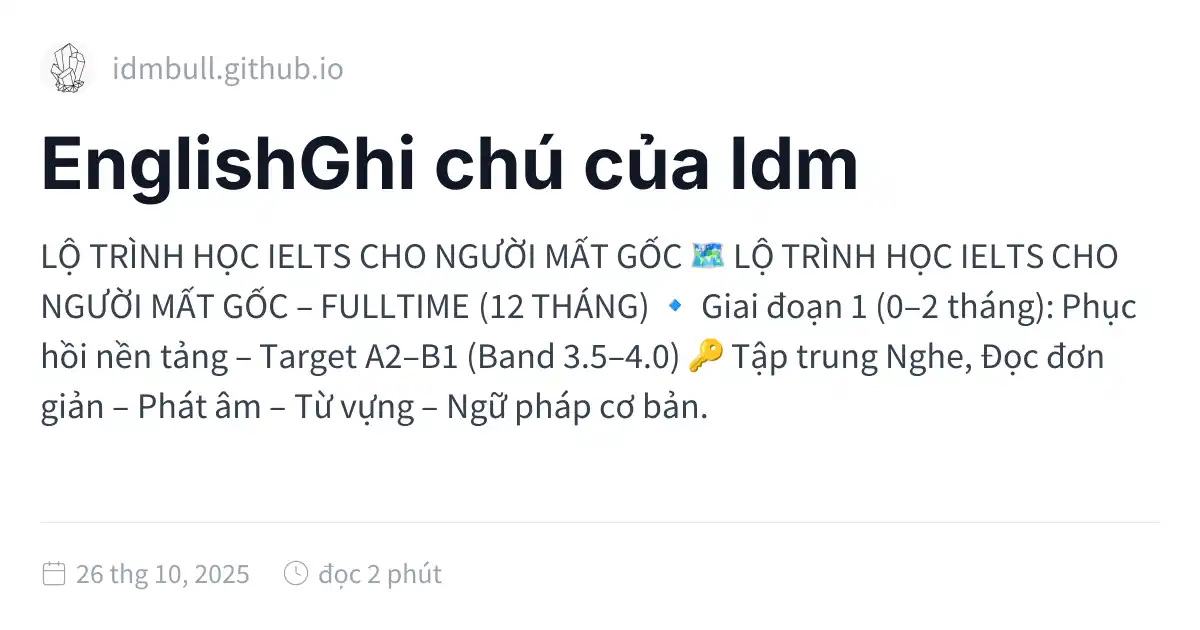 idmbull.github.io
EnglishGhi chú của Idm
LỘ TRÌNH HỌC IELTS CHO NGƯỜI MẤT GỐC 🗺️ LỘ TRÌNH HỌC IELTS CHO
NGƯỜI MẤT GỐC – FULLTIME (12 THÁNG) 🔹 Giai đoạn 1 (0–2 tháng): Phục
hồi nền tảng – Target A2–B1 (Band 3.5–4.0) 🔑 Tập trung Nghe, Đọc đơn
giản – Phát âm – Từ vựng – Ngữ pháp cơ bản.
26 thg 10, 2025
đọc 2 phút